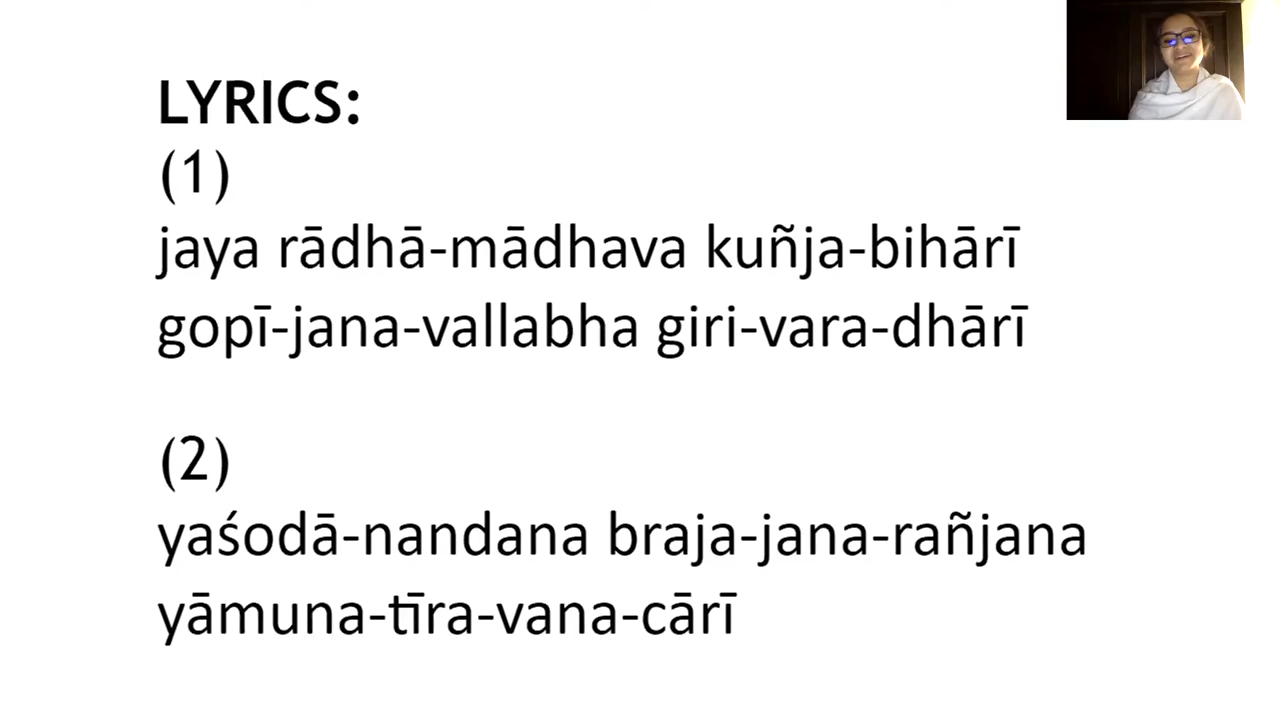 LYRICS:
(1)
jaya rādhā-mādhava kuñja-bihārī
gopī-jana-vallabha giri-vara-dhārī
(2)
yaśodā-nandana braja-jana-rañjana
yāmuna-tīra-vana-cārī